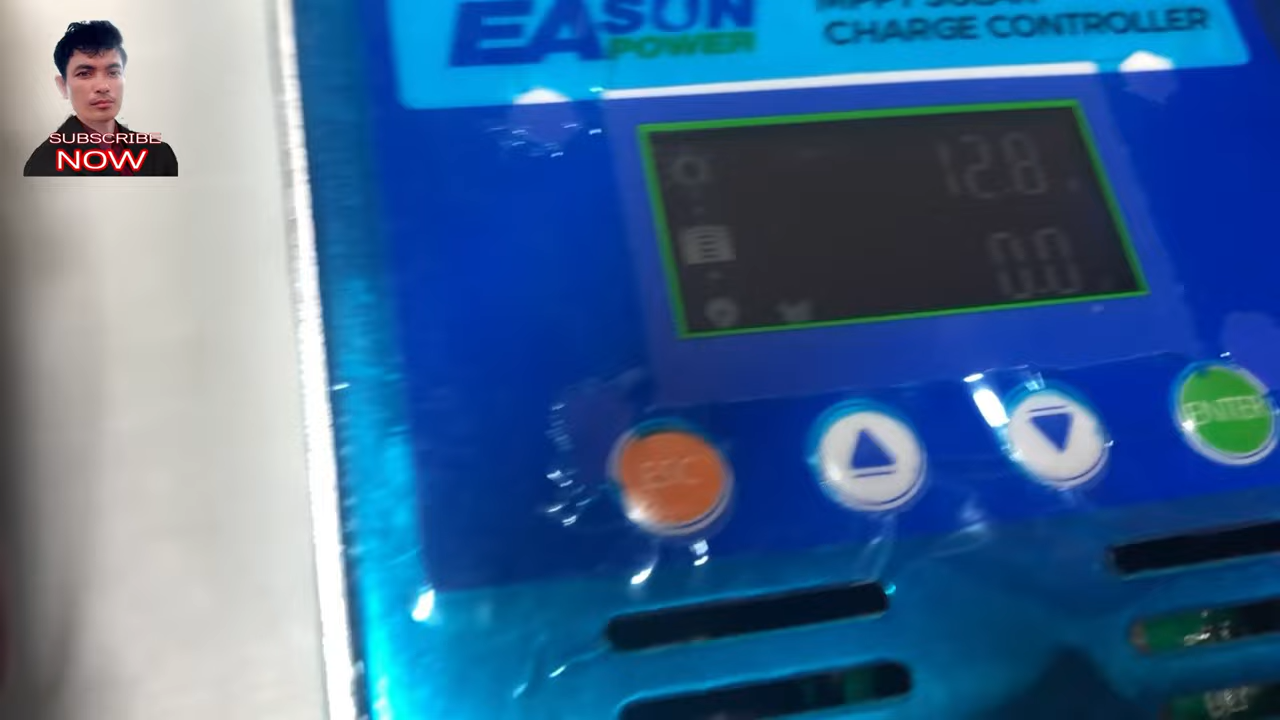 EASUN
POWER
MPPT SOLAR
CHARGE CONTROLLER
SUBSCRIBE
NOW
12.8
0.0
ESC
ENTER